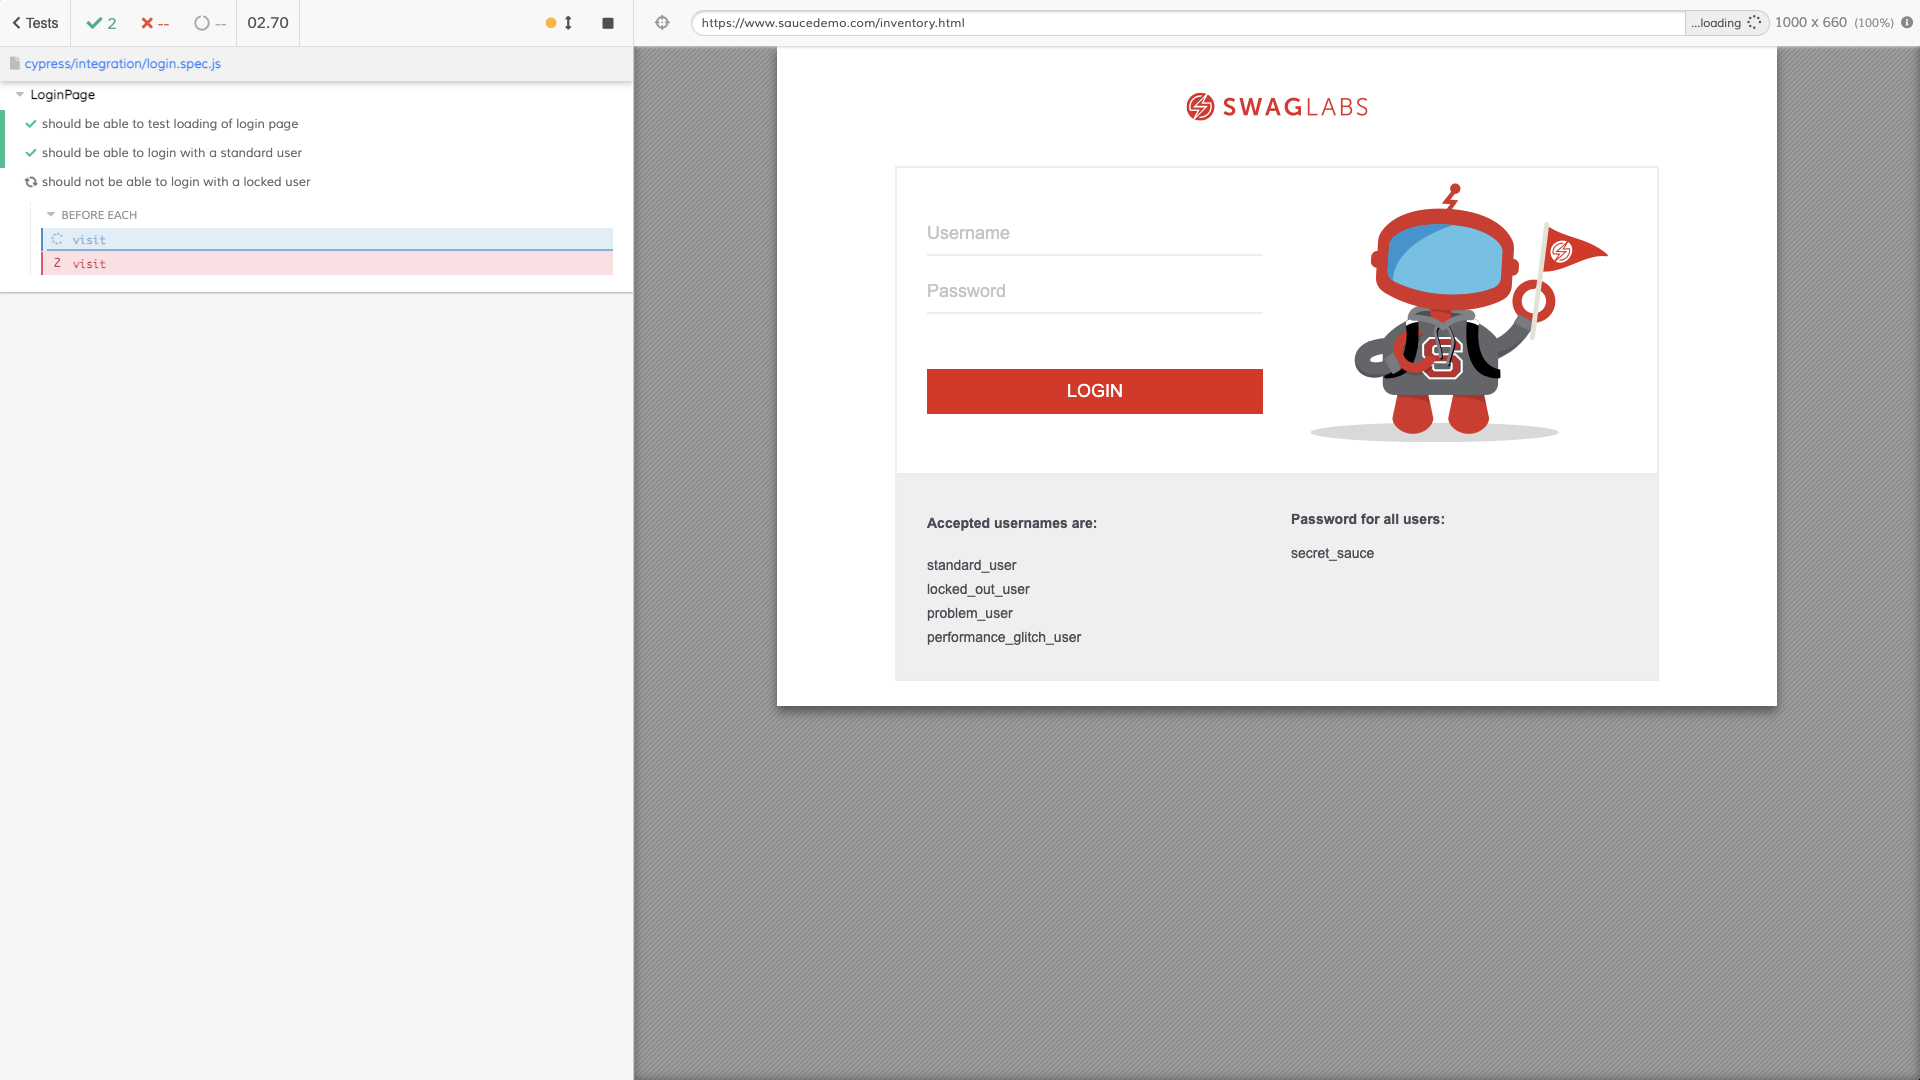 Tests
2
--
--
02.70
https://www.saucedemo.com/inventory.html
...loading
1000 x 660 (100%)
cypress/integration/login.spec.js
LoginPage
should be able to test loading of login page
should be able to login with a standard user
should not be able to login with a locked user
BEFORE EACH
visit
2 visit
SWAGLABS
Username
Password
LOGIN
S
Accepted usernames are:
standard_user
locked_out_user
problem_user
performance_glitch_user
Password for all users:
secret_sauce